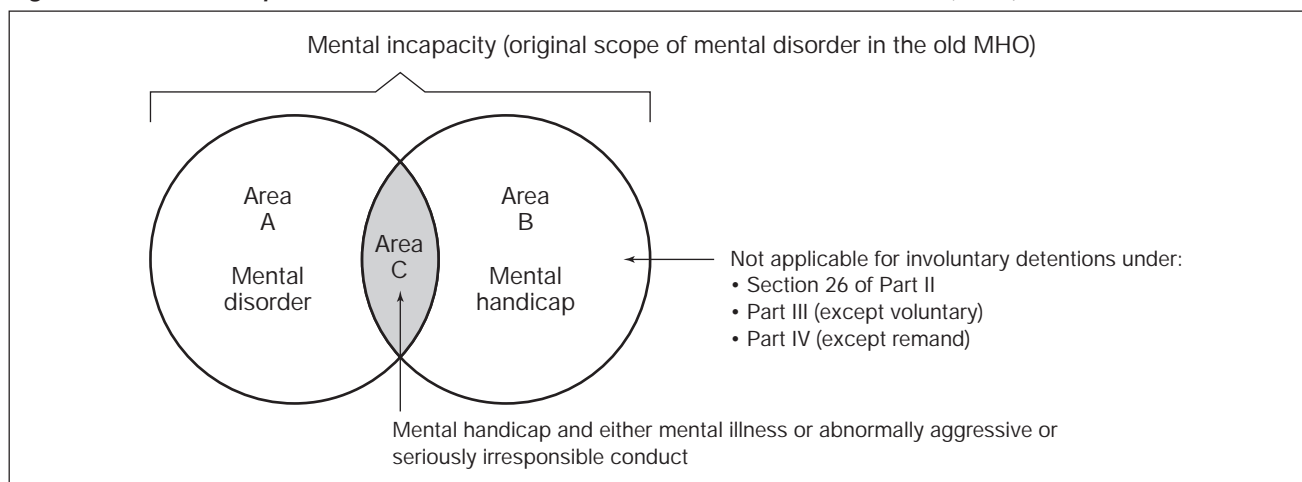 Mental incapacity (original scope of mental disorder in the old MHO)
Area
A
Mental
disorder
Area
C
Area
B
Mental
handicap
Not applicable for involuntary detentions under:
• Section 26 of Part II
• Part III (except voluntary)
• Part IV (except remand)
Mental handicap and either mental illness or abnormally aggressive or
seriously irresponsible conduct